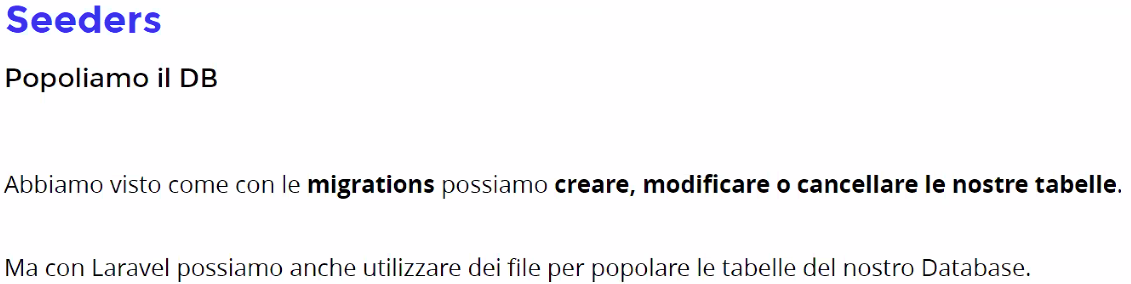 Seeders
Popoliamo il DB
Abbiamo visto come con le migrations possiamo creare, modificare o cancellare le nostre tabelle.
Ma con Laravel possiamo anche utilizzare dei file per popolare le tabelle del nostro Database.